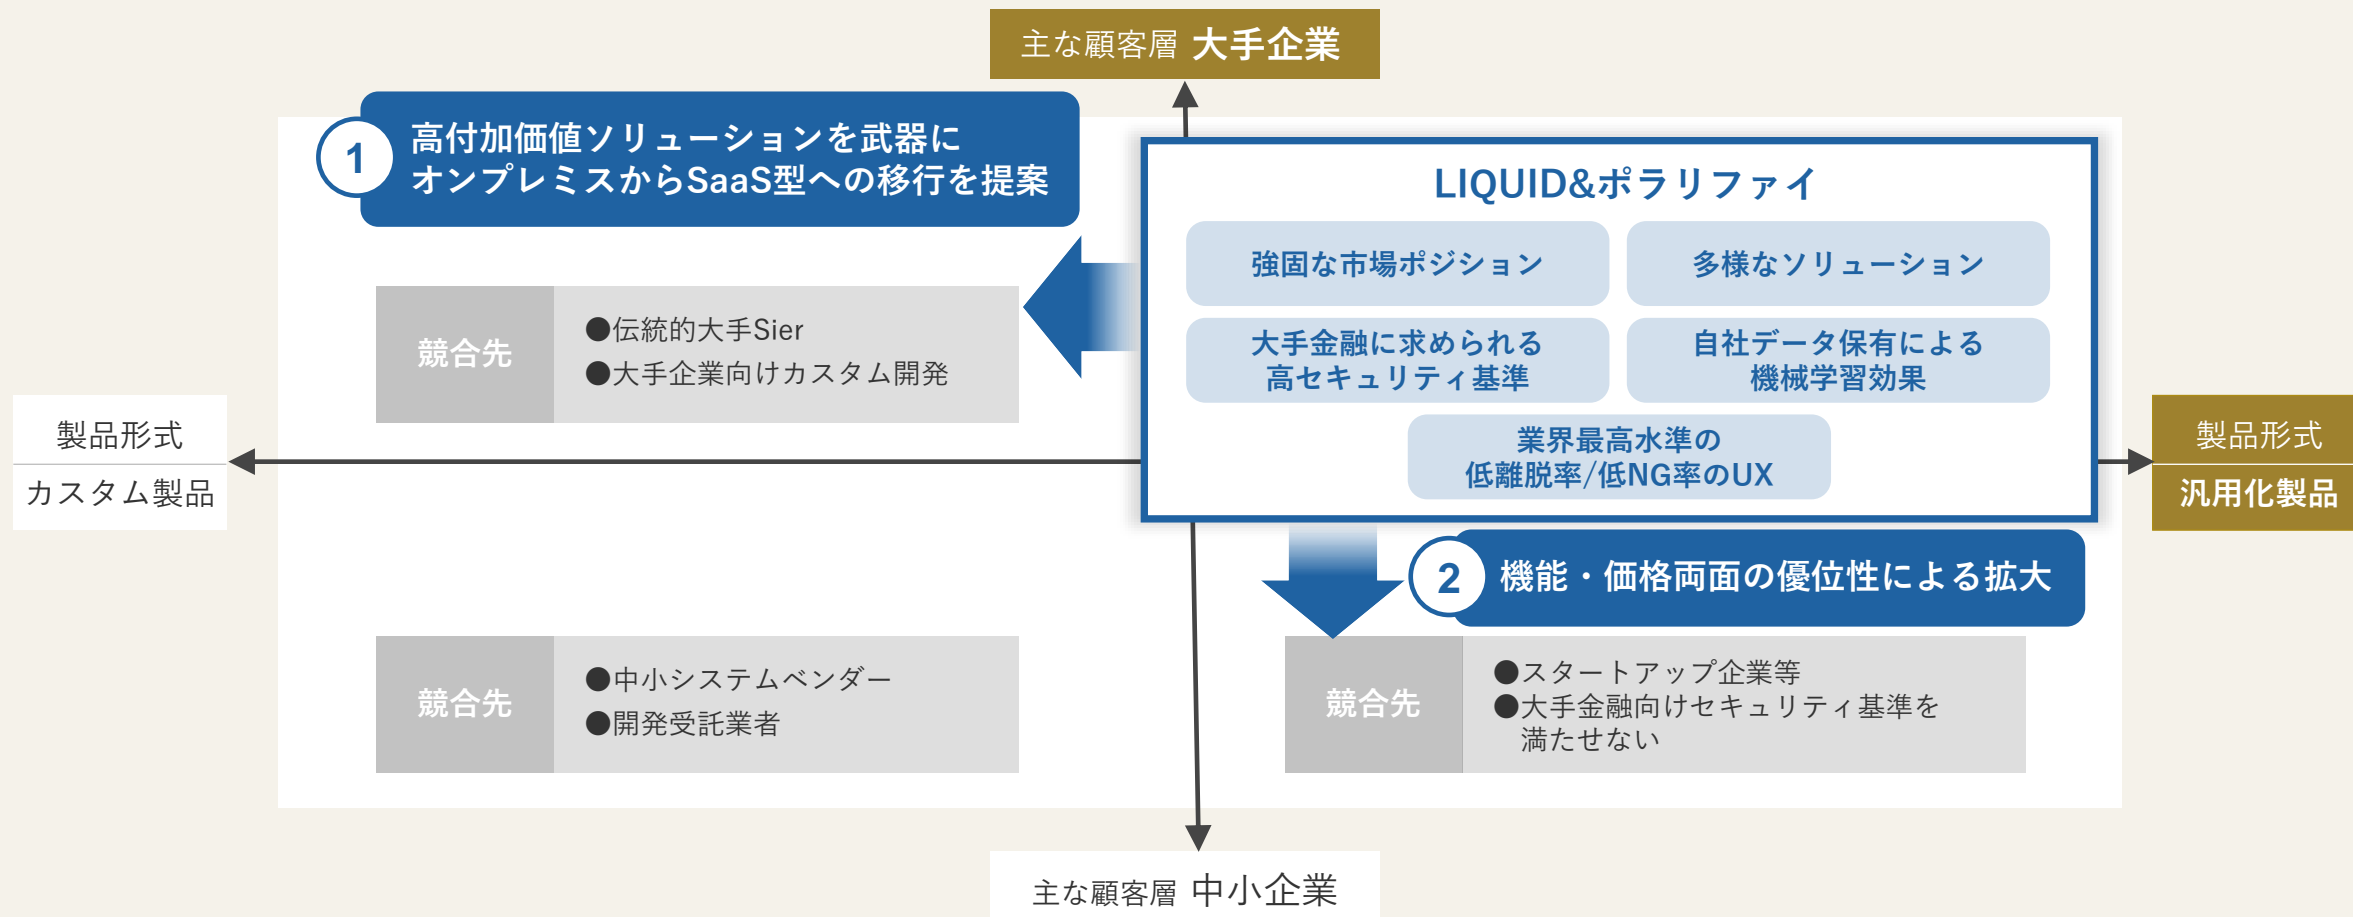 主な顧客層 大手企業
1
高付加価値ソリューションを武器に
オンプレミスからSaaS型への移行を提案
LIQUID&ポラリファイ
強固な市場ポジション
多様なソリューション
大手金融に求められる
高セキュリティ基準
自社データ保有による
機械学習効果
業界最高水準の
低離脱率/低NG率のUX
競合先
●伝統的大手Sier
●大手企業向けカスタム開発
製品形式
カスタム製品
製品形式
汎用化製品
2
機能・価格両面の優位性による拡大
競合先
●中小システムベンダー
●開発受託業者
競合先
●スタートアップ企業等
●大手金融向けセキュリティ基準を
満たせない
主な顧客層 中小企業